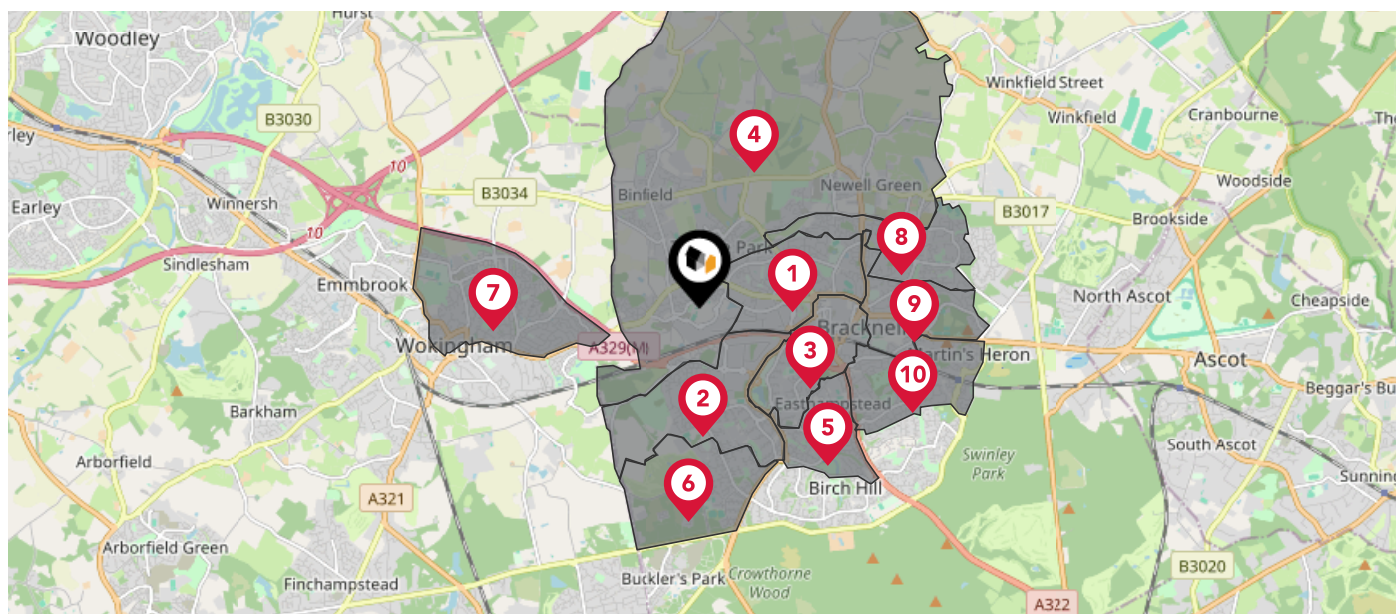 Hurst
Woodley
Winkfield Street
B3030
Winkfield
Cranbourne
4
10
Newell Green
Woodside
B3034
Binfield
Earley
Winnersh
B3017
Brookside
10
8
Park
Sindlesham
1
Emmbrook
7
9
North Ascot
Cheapside
Bracknell
Wokingham
A329(M)
3
Martin's Heron
Ascot
10
2
Beggar's Bu
Easthampstead
Barkham
5
South Ascot
Arborfield
Swinley
Park
6
Birch Hill
Sunning
A321
Arborfield Green
B3020
Finchampstead
Buckler's Park
Crowthorne
Wood
A322